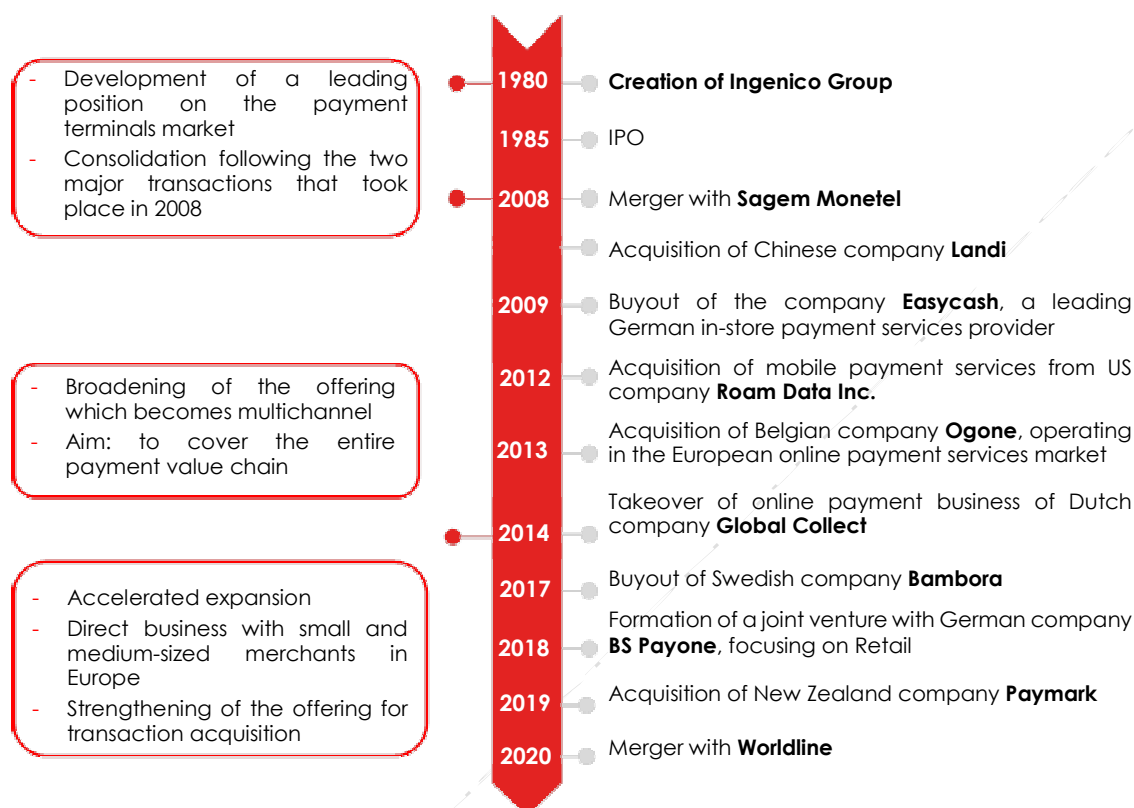 - Development of a leading
position on the payment
terminals market
- Consolidation following the two
major transactions that took
place in 2008
- Broadening of the offering
which becomes multichannel
- Aim: to cover the entire
payment value chain
- Accelerated expansion
- Direct business with small and
medium-sized merchants in
Europe
- Strengthening of the offering for
transaction acquisition
1980 Creation of Ingenico Group
1985 IPO
2008 Merger with Sagem Monetel
Acquisition of Chinese company Landi
2009 Buyout of the company Easycash, a leading
German in-store payment services provider
2012 Acquisition of mobile payment services from US
company Roam Data Inc.
2013 Acquisition of Belgian company Ogone, operating
in the European online payment services market
2014 Takeover of online payment business of Dutch
company Global Collect
2017 Buyout of Swedish company Bambora
2018 Formation of a joint venture with German company
BS Payone, focusing on Retail
2019 Acquisition of New Zealand company Paymark
2020 Merger with Worldline